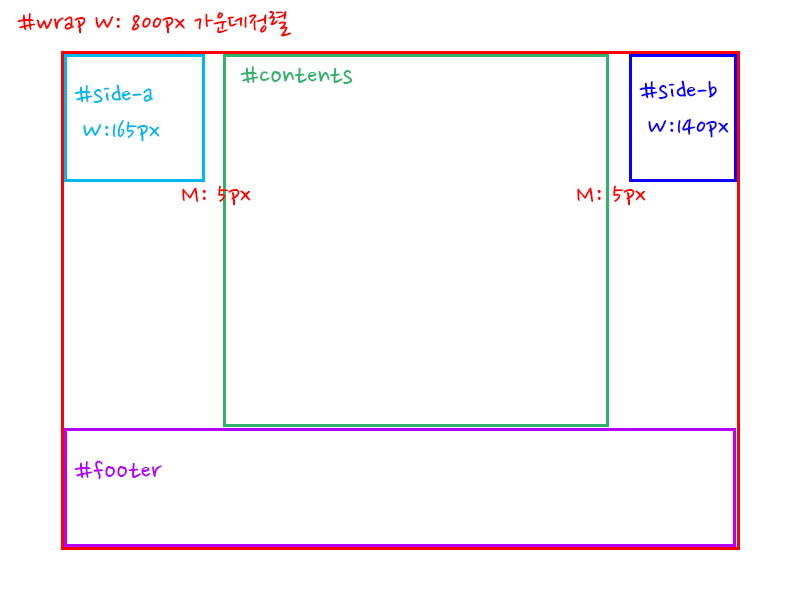 #wrap W: 800px 가운데정렬
#side-a
W:165px
#contents
#side-b
W:140px
M: 5px
M: 5px
#footer